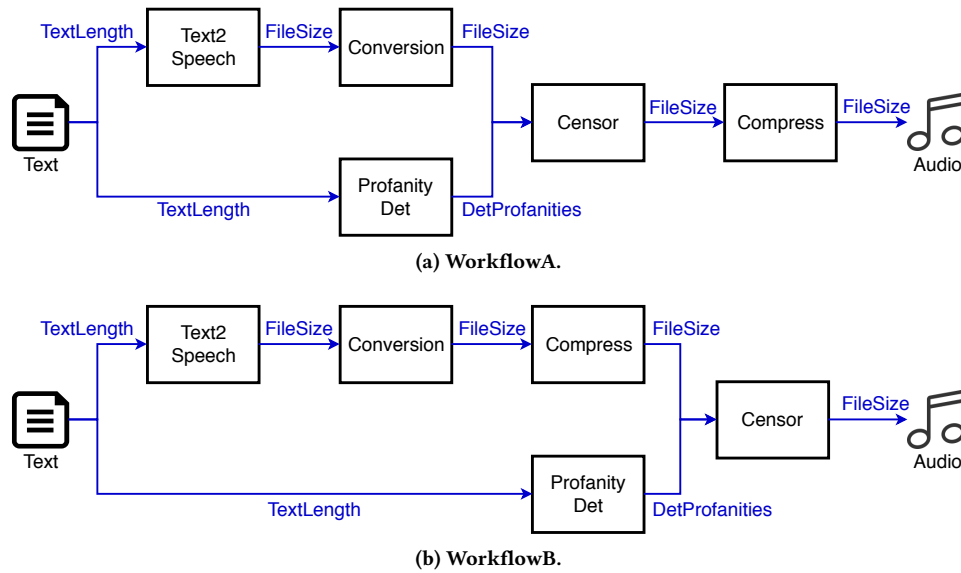 TextLength
Text2
Speech
FileSize
Conversion
FileSize
Text
Censor
FileSize
Compress
FileSize
Audio
TextLength
Profanity
Det
DetProfanities
(a) WorkflowA.
TextLength
Text2
Speech
FileSize
Conversion
FileSize
Compress
FileSize
Text
Censor
FileSize
Audio
TextLength
Profanity
Det
DetProfanities
(b) WorkflowB.